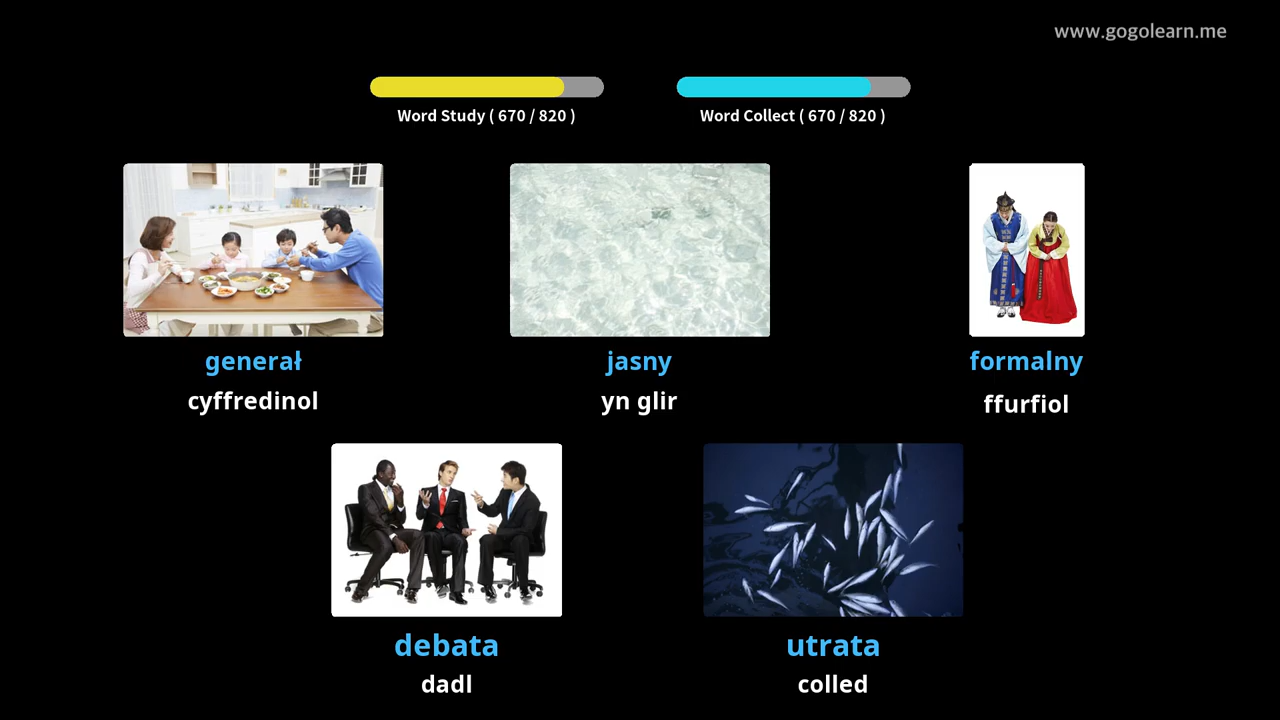 www.gogolearn.me
Word Study ( 670 / 820 )
Word Collect ( 670 / 820 )
generał
cyffredinol
jasny
yn glir
formalny
ffurfiol
debata
dadl
utrata
colled